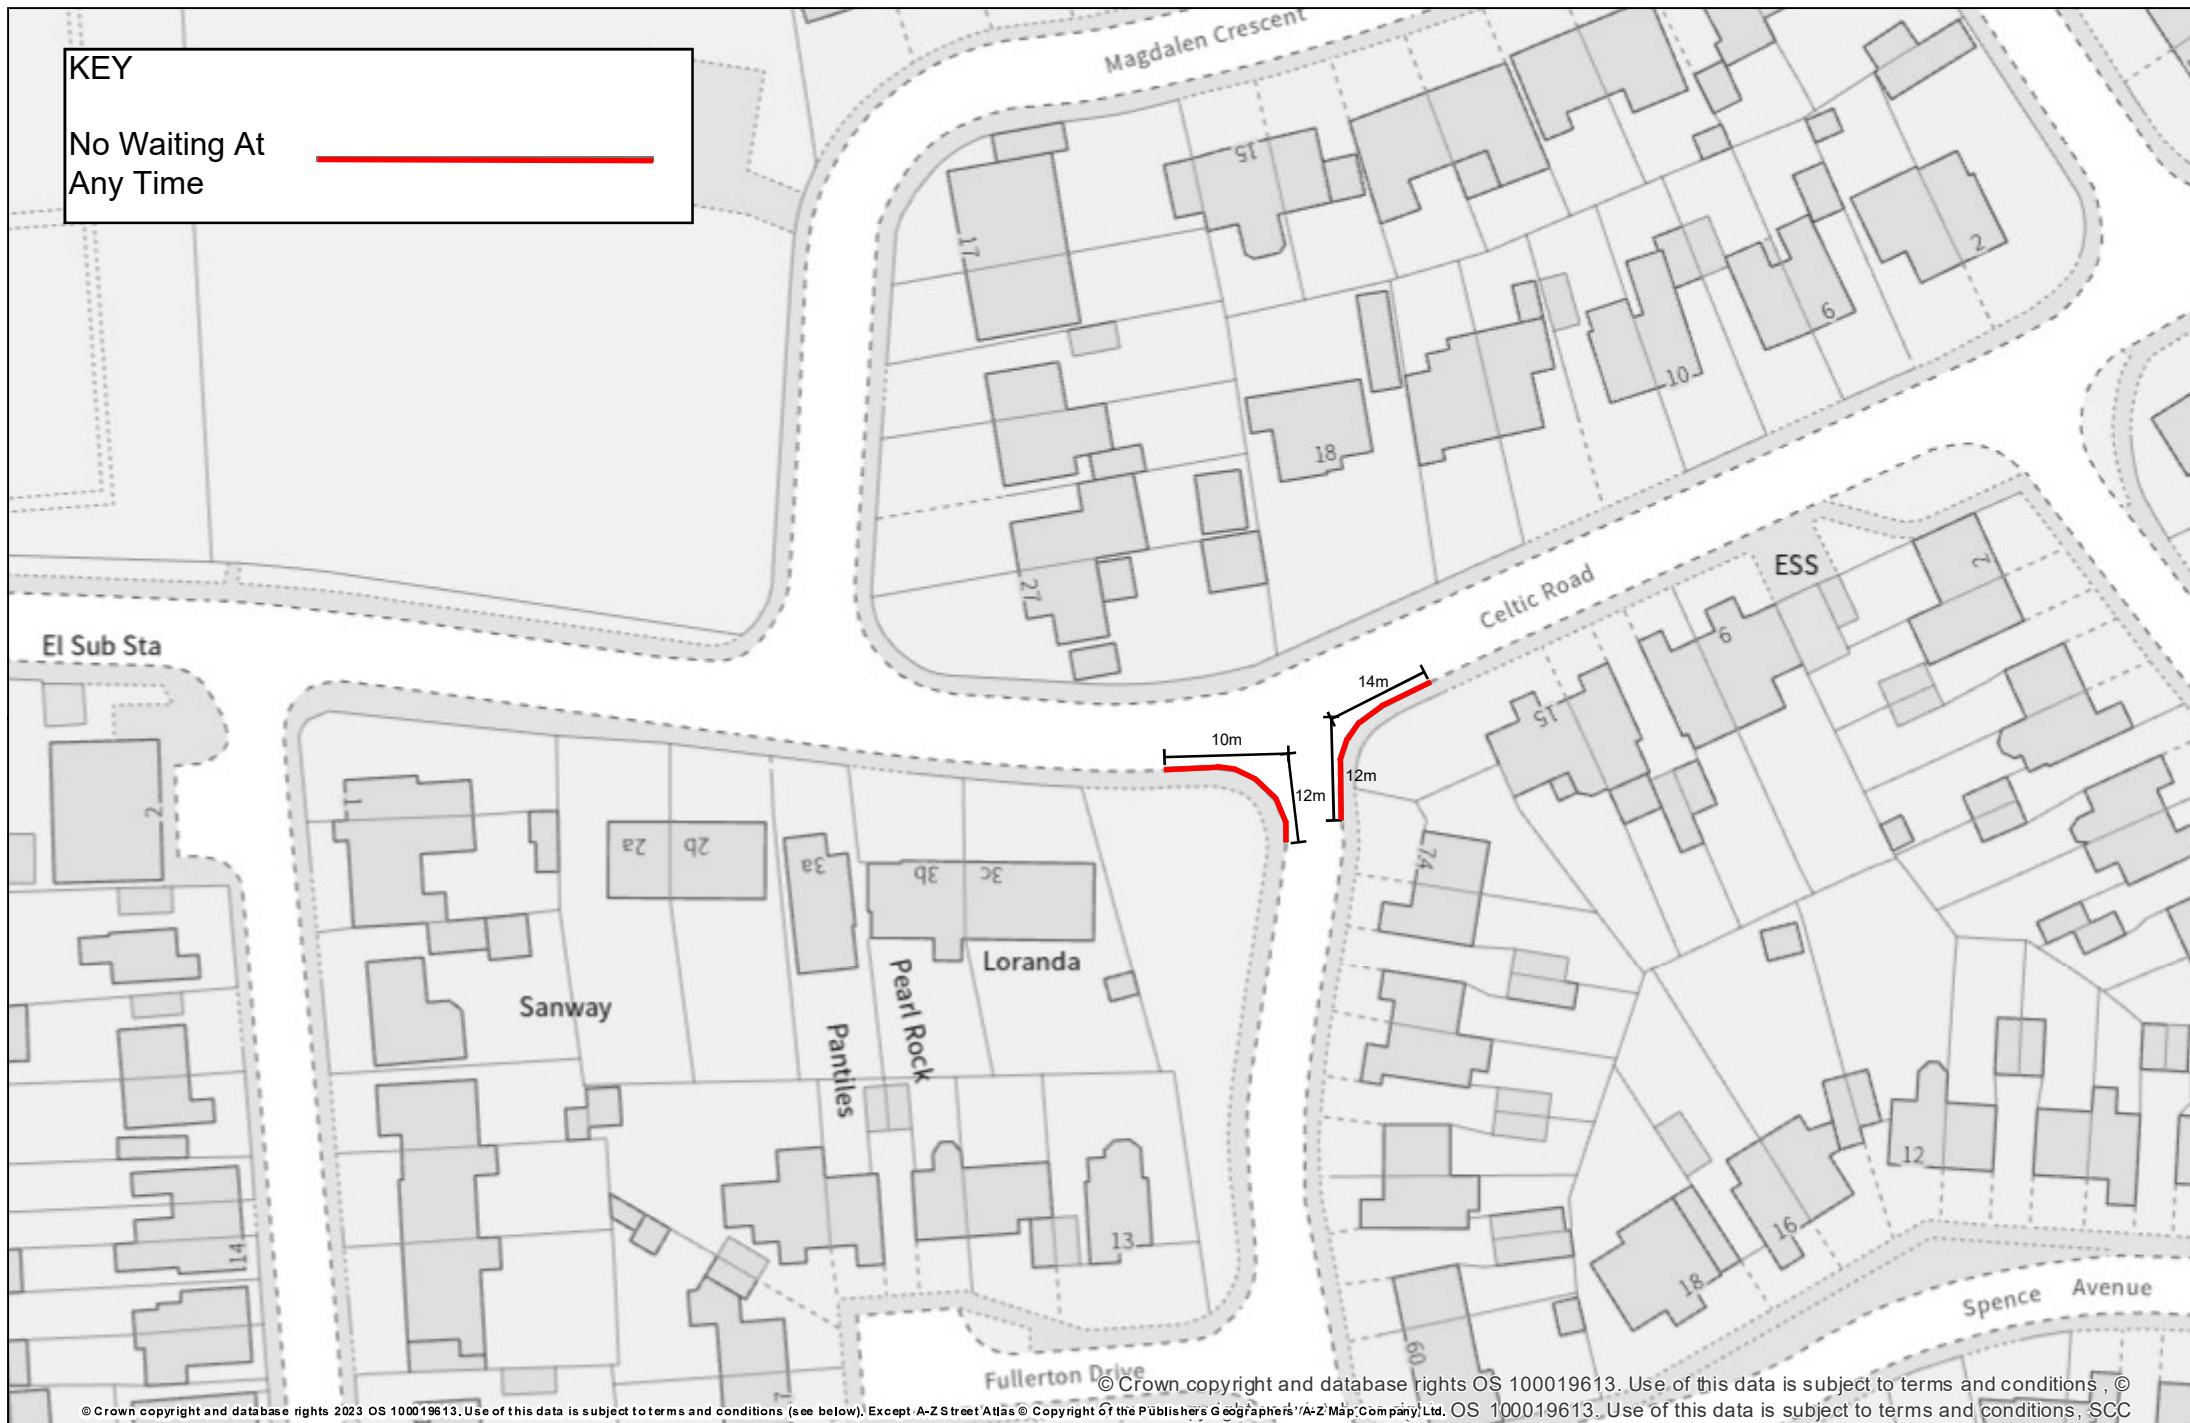 KEY
No Waiting At
Any Time
Magdalen Crescent
15
17
2
6
10
18
27
Celtic Road
ESS
2
6
15
El Sub Sta
14m
10m
12m
12m
1
2
2a
2b
3a
3b
3c
74
Loranda
Sanway
Pearl Rock
Pantiles
14
13
12
16
18
60
7
Spence Avenue
Fullerton Drive
© Crown copyright and database rights OS 100019613. Use of this data is subject to terms and conditions , ©
© Crown copyright and database rights 2023 OS 100019613. Use of this data is subject to terms and conditions (see below). Except A-Z Street Atlas © Copyright of the Publishers Geographers' A-Z Map Company Ltd.
OS 100019613. Use of this data is subject to terms and conditions, SCC